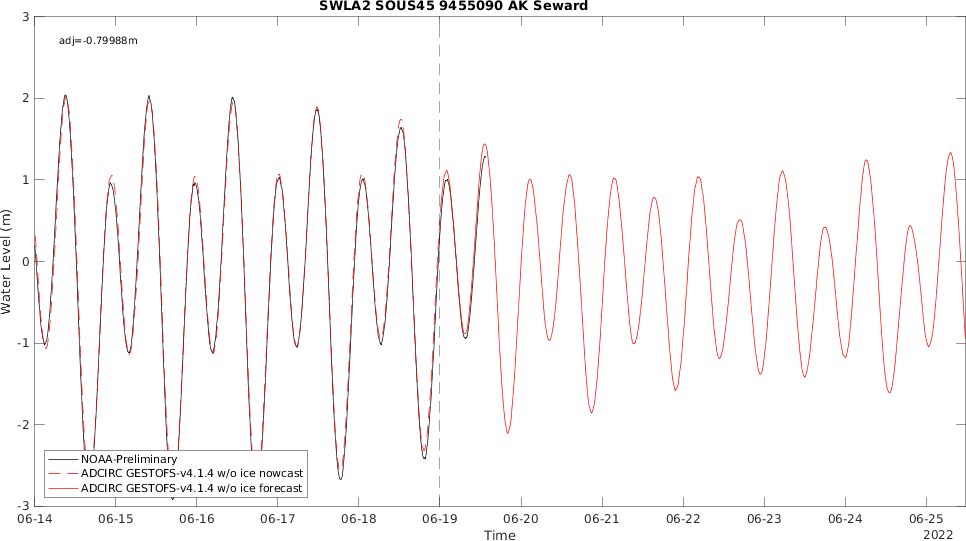 SWLA2 SOUS45 9455090 AK Seward
adj=-0.79988m
3
2
1
0
-1
-2
-3
Water Level (m)
NOAA-Preliminary
ADCIRC GESTOFS-v4.1.4 w/o ice nowcast
ADCIRC GESTOFS-v4.1.4 w/o ice forecast
06-14 06-15 06-16 06-17 06-18 06-19 06-20 06-21 06-22 06-23 06-24 06-25
Time
2022